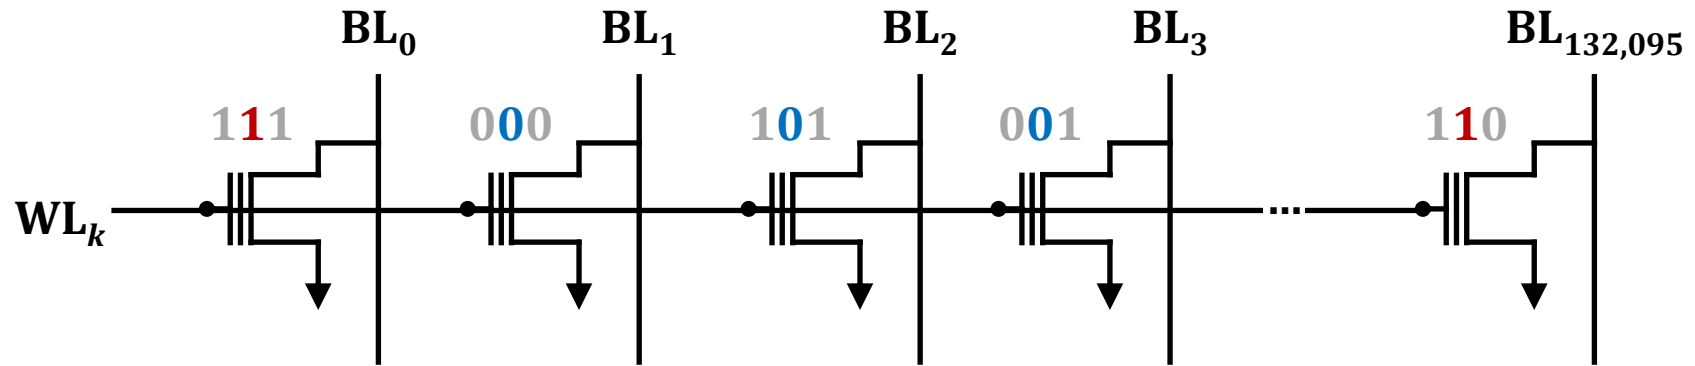 BL₀ BL₁ BL₂ BL₃ BL₁₃₂,₀₉₅
111 000 101 001 110
WLₖ ...